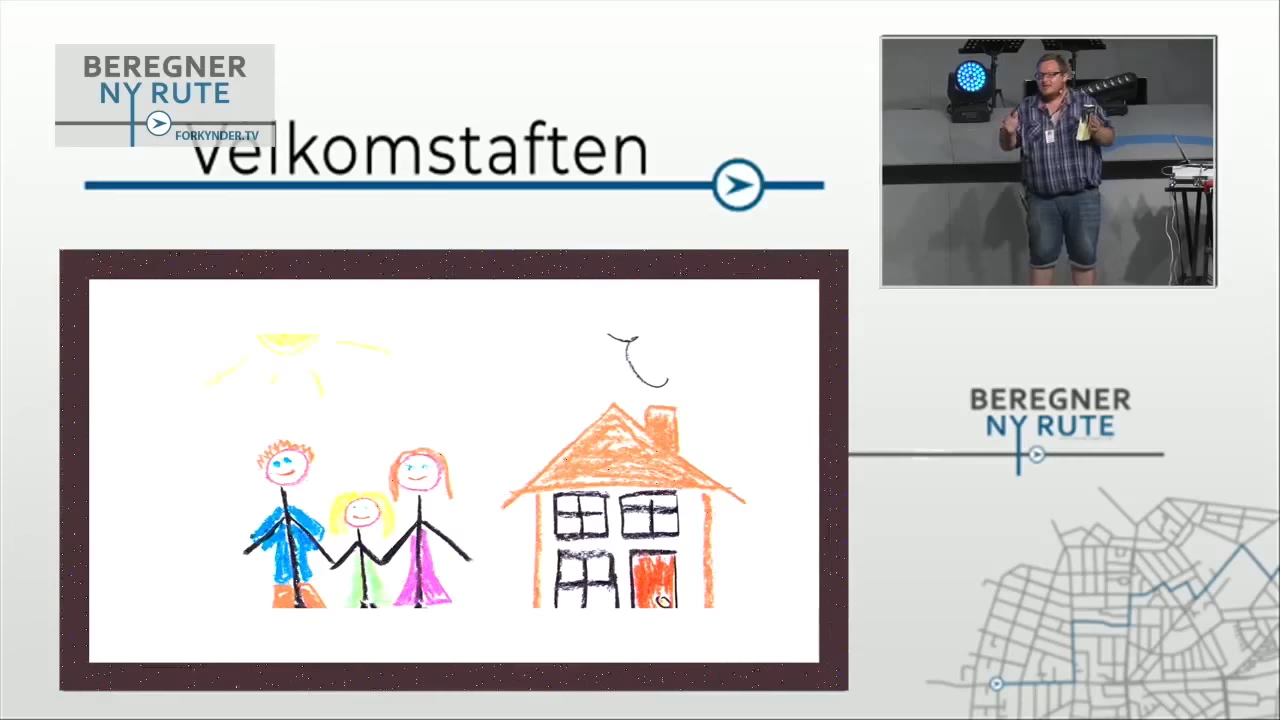 BEREGNER
NY RUTE
FORKYNDER.TV
Velkomstaften
BEREGNER
NY RUTE